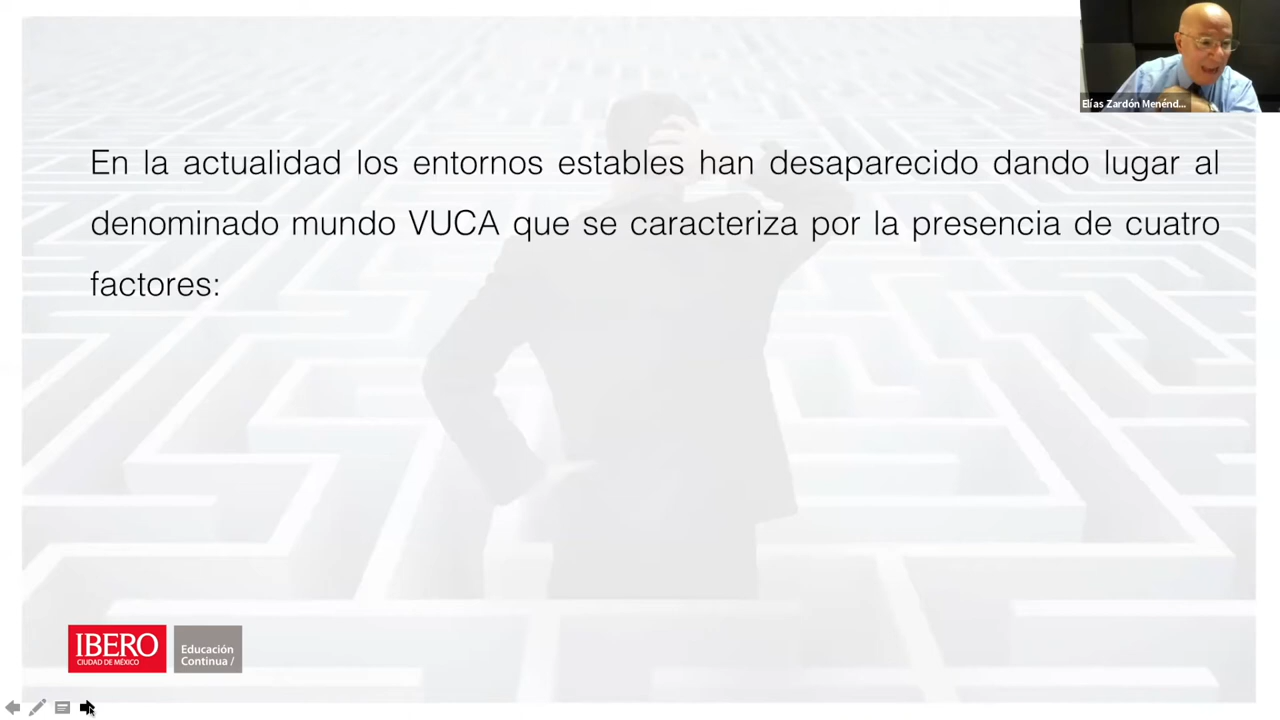 Elías Zardón Menénd...
En la actualidad los entornos estables han desaparecido dando lugar al
denominado mundo VUCA que se caracteriza por la presencia de cuatro
factores:
IBERO
CIUDAD DE MÉXICO
Educación
Continua /